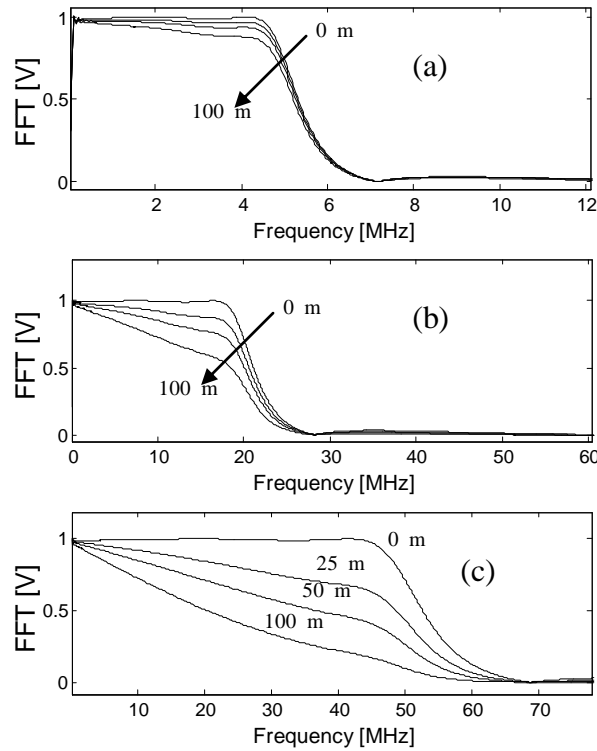 FFT [V]
1
0.5
0
0 m
100 m
(a)
2 4 6 8 10 12
Frequency [MHz]
FFT [V]
1
0.5
0
0 m
100 m
(b)
0 10 20 30 40 50 60
Frequency [MHz]
FFT [V]
1
0.5
0
0 m
25 m
50 m
100 m
(c)
10 20 30 40 50 60 70
Frequency [MHz]